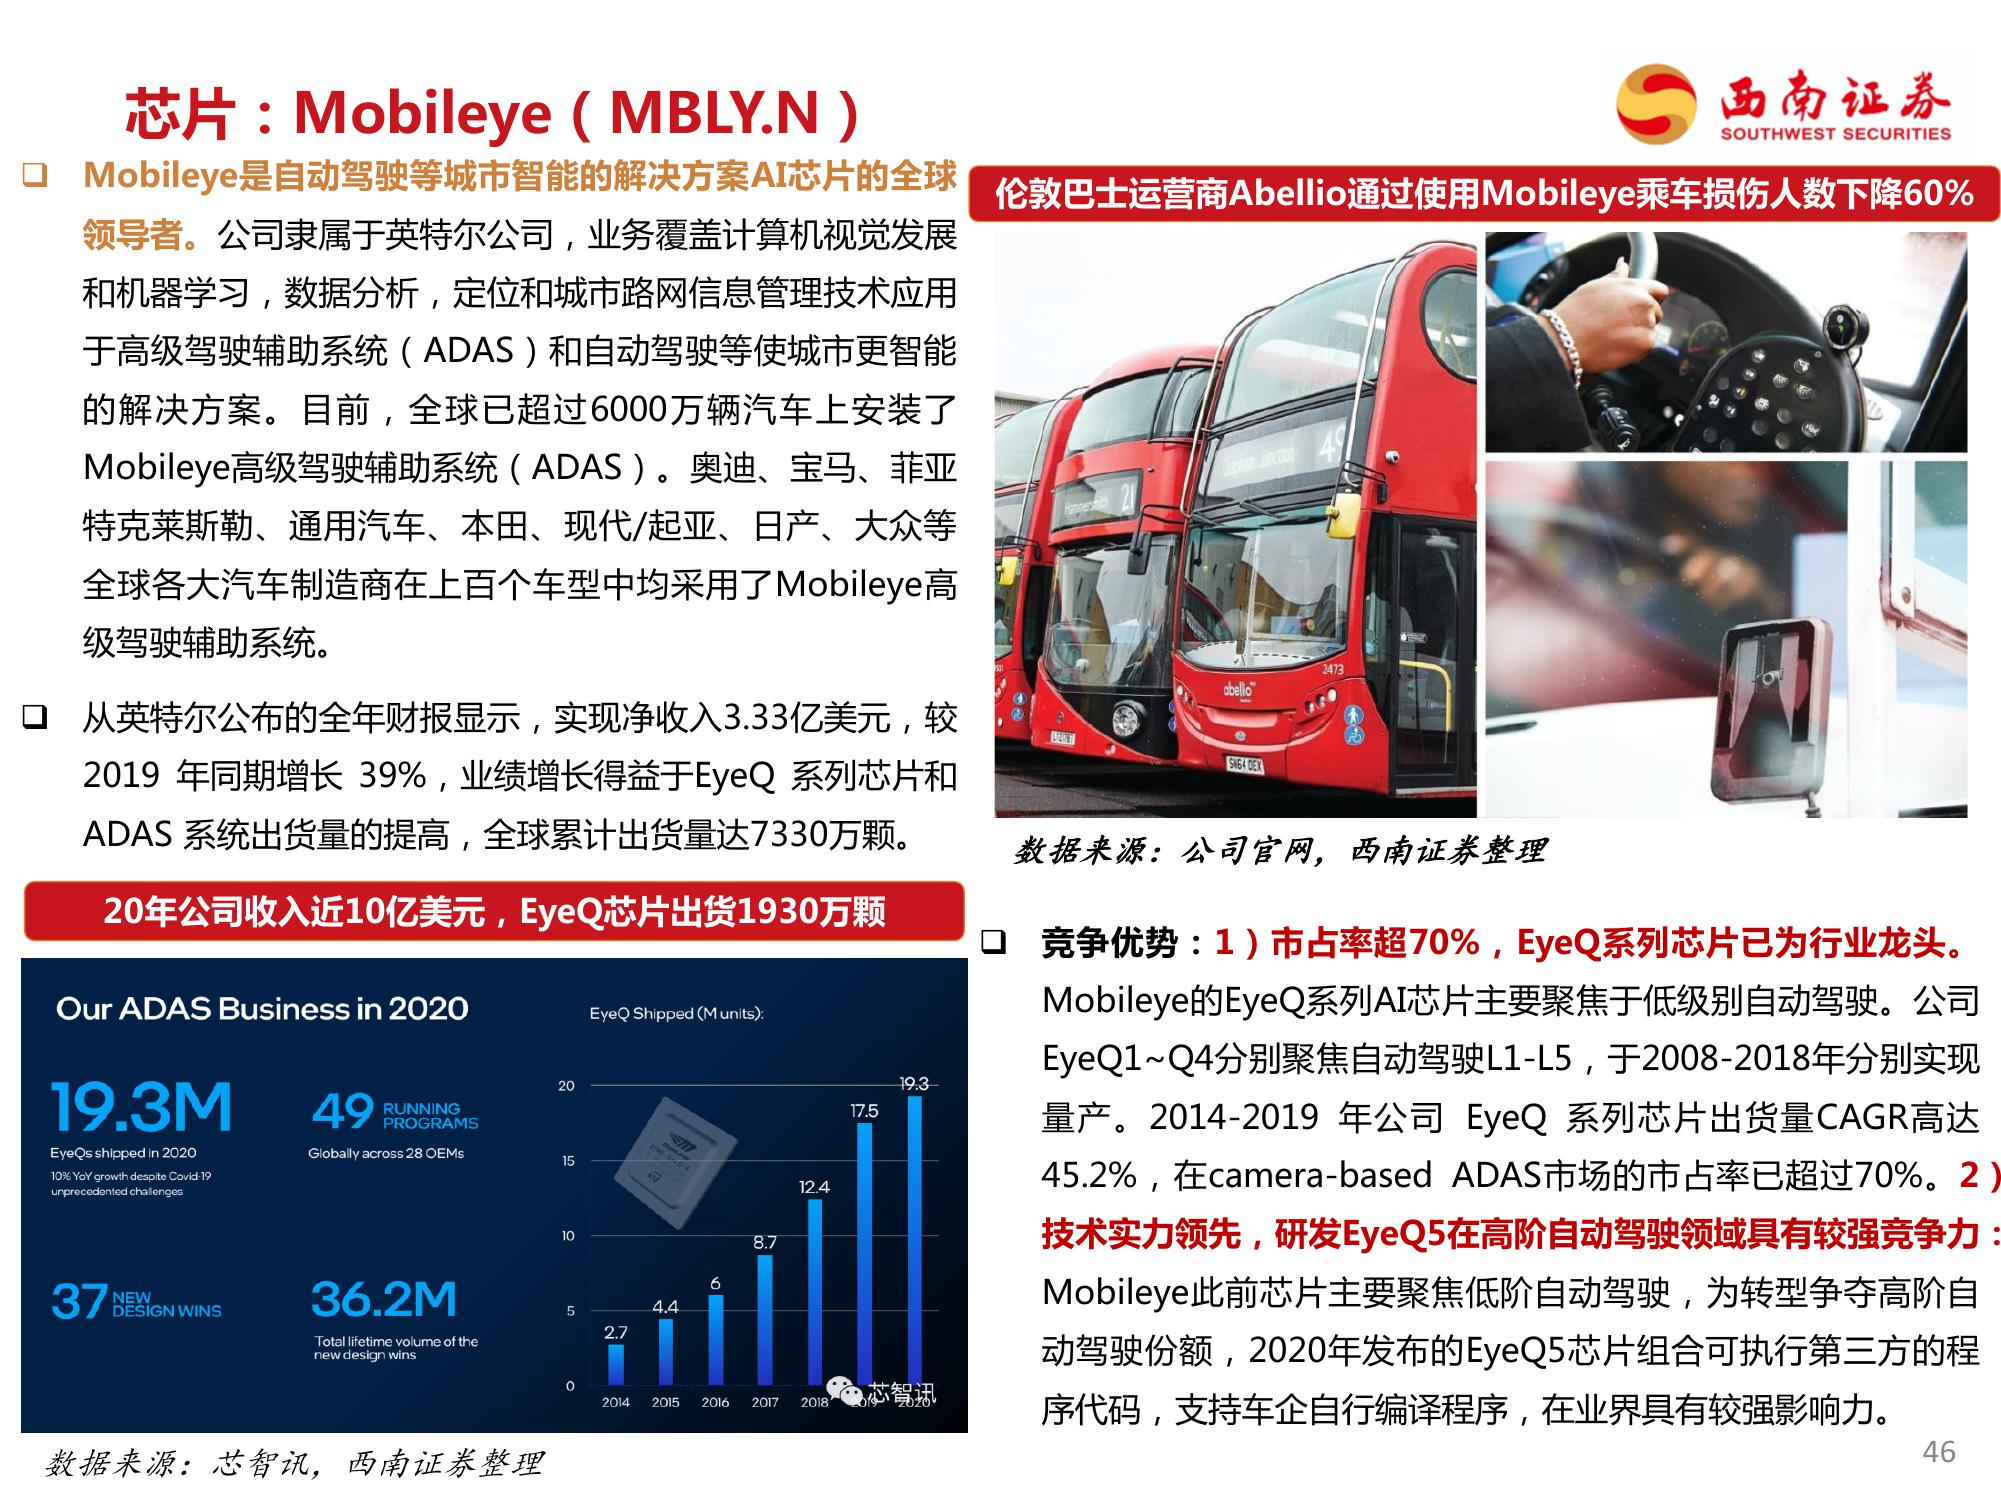 芯片：Mobileye（MBLY.N）
西南证券
SOUTHWEST SECURITIES
❑ Mobileye是自动驾驶等城市智能的解决方案AI芯片的全球
领导者。公司隶属于英特尔公司，业务覆盖计算机视觉发展
和机器学习，数据分析，定位和城市路网信息管理技术应用
于高级驾驶辅助系统（ADAS）和自动驾驶等使城市更智能
的解决方案。目前，全球已超过6000万辆汽车上安装了
Mobileye高级驾驶辅助系统（ADAS）。奥迪、宝马、菲亚
特克莱斯勒、通用汽车、本田、现代/起亚、日产、大众等
全球各大汽车制造商在上百个车型中均采用了Mobileye高
级驾驶辅助系统。
❑ 从英特尔公布的全年财报显示，实现净收入3.33亿美元，较
2019 年同期增长 39%，业绩增长得益于EyeQ 系列芯片和
ADAS 系统出货量的提高，全球累计出货量达7330万颗。
20年公司收入近10亿美元，EyeQ芯片出货1930万颗
Our ADAS Business in 2020
19.3M
EyeQs shipped in 2020
10% YoY growth despite Covid-19
unprecedented challenges
49 RUNNING
PROGRAMS
Globally across 28 OEMs
37 NEW
DESIGN WINS
36.2M
Total lifetime volume of the
new design wins
EyeQ Shipped (M units):
20
15
10
5
0
2.7
4.4
6
8.7
12.4
17.5
19.3
2014 2015 2016 2017 2018 2019 2020
芯智讯
数据来源：芯智讯，西南证券整理
伦敦巴士运营商Abellio通过使用Mobileye乘车损伤人数下降60%
Hammersmith 21
Clapham Junction 49
2473
abellio
SN64 OEX
数据来源：公司官网，西南证券整理
❑ 竞争优势：1）市占率超70%，EyeQ系列芯片已为行业龙头。
Mobileye的EyeQ系列AI芯片主要聚焦于低级别自动驾驶。公司
EyeQ1~Q4分别聚焦自动驾驶L1-L5，于2008-2018年分别实现
量产。2014-2019 年公司 EyeQ 系列芯片出货量CAGR高达
45.2%，在camera-based ADAS市场的市占率已超过70%。2）
技术实力领先，研发EyeQ5在高阶自动驾驶领域具有较强竞争力：
Mobileye此前芯片主要聚焦低阶自动驾驶，为转型争夺高阶自
动驾驶份额，2020年发布的EyeQ5芯片组合可执行第三方的程
序代码，支持车企自行编译程序，在业界具有较强影响力。
46